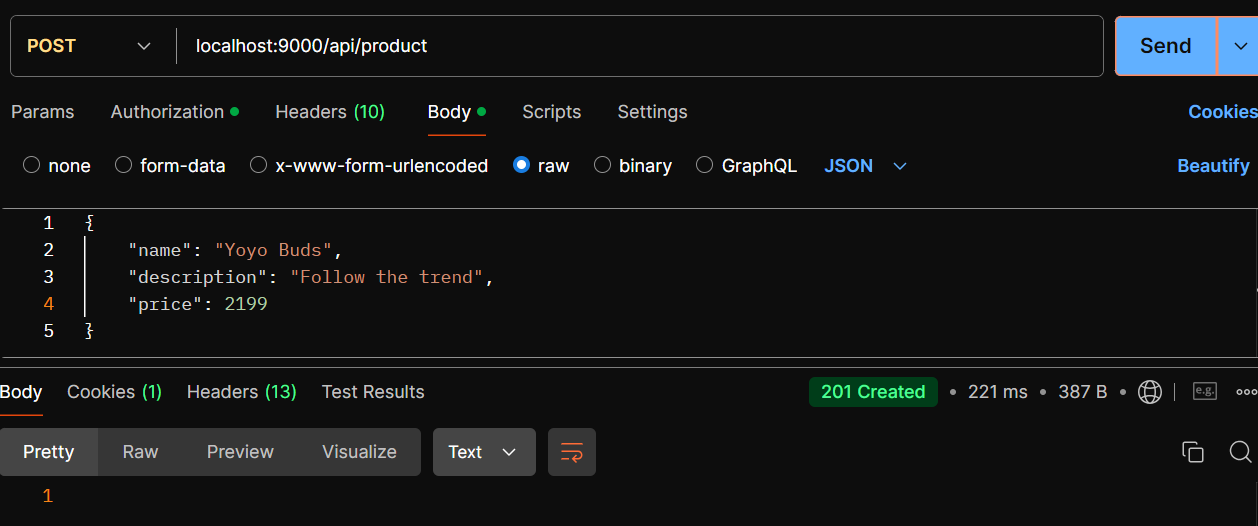 POST localhost:9000/api/product Send
Params Authorization Headers (10) Body Scripts Settings Cookies
none form-data x-www-form-urlencoded raw binary GraphQL JSON Beautify
1 {
2 "name": "Yoyo Buds",
3 "description": "Follow the trend",
4 "price": 2199
5 }
Body Cookies (1) Headers (13) Test Results 201 Created • 221 ms • 387 B • e.g.
Pretty Raw Preview Visualize Text
1